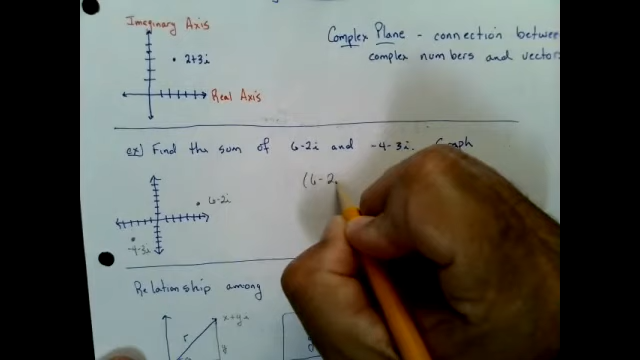 Imaginary Axis
2+3i
Real Axis
Complex Plane - connection betwee
complex numbers and vector
ex) Find the sum of 6-2i and -4-3i. Graph
(6-2i
6-2i
-4-3i
Relationship among
x+yi
r
y